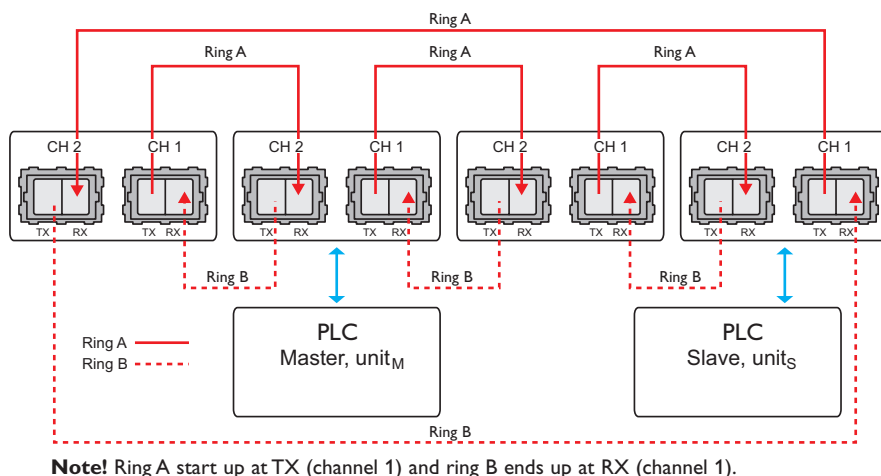 Ring A
Ring A Ring A Ring A
CH 2 CH 1 CH 2 CH 1 CH 2 CH 1 CH 2 CH 1
TX RX TX RX TX RX TX RX TX RX TX RX TX RX TX RX
Ring B Ring B Ring B
PLC
Master, unitM
PLC
Slave, unitS
Ring A
Ring B
Ring B
Note! Ring A start up at TX (channel 1) and ring B ends up at RX (channel 1).